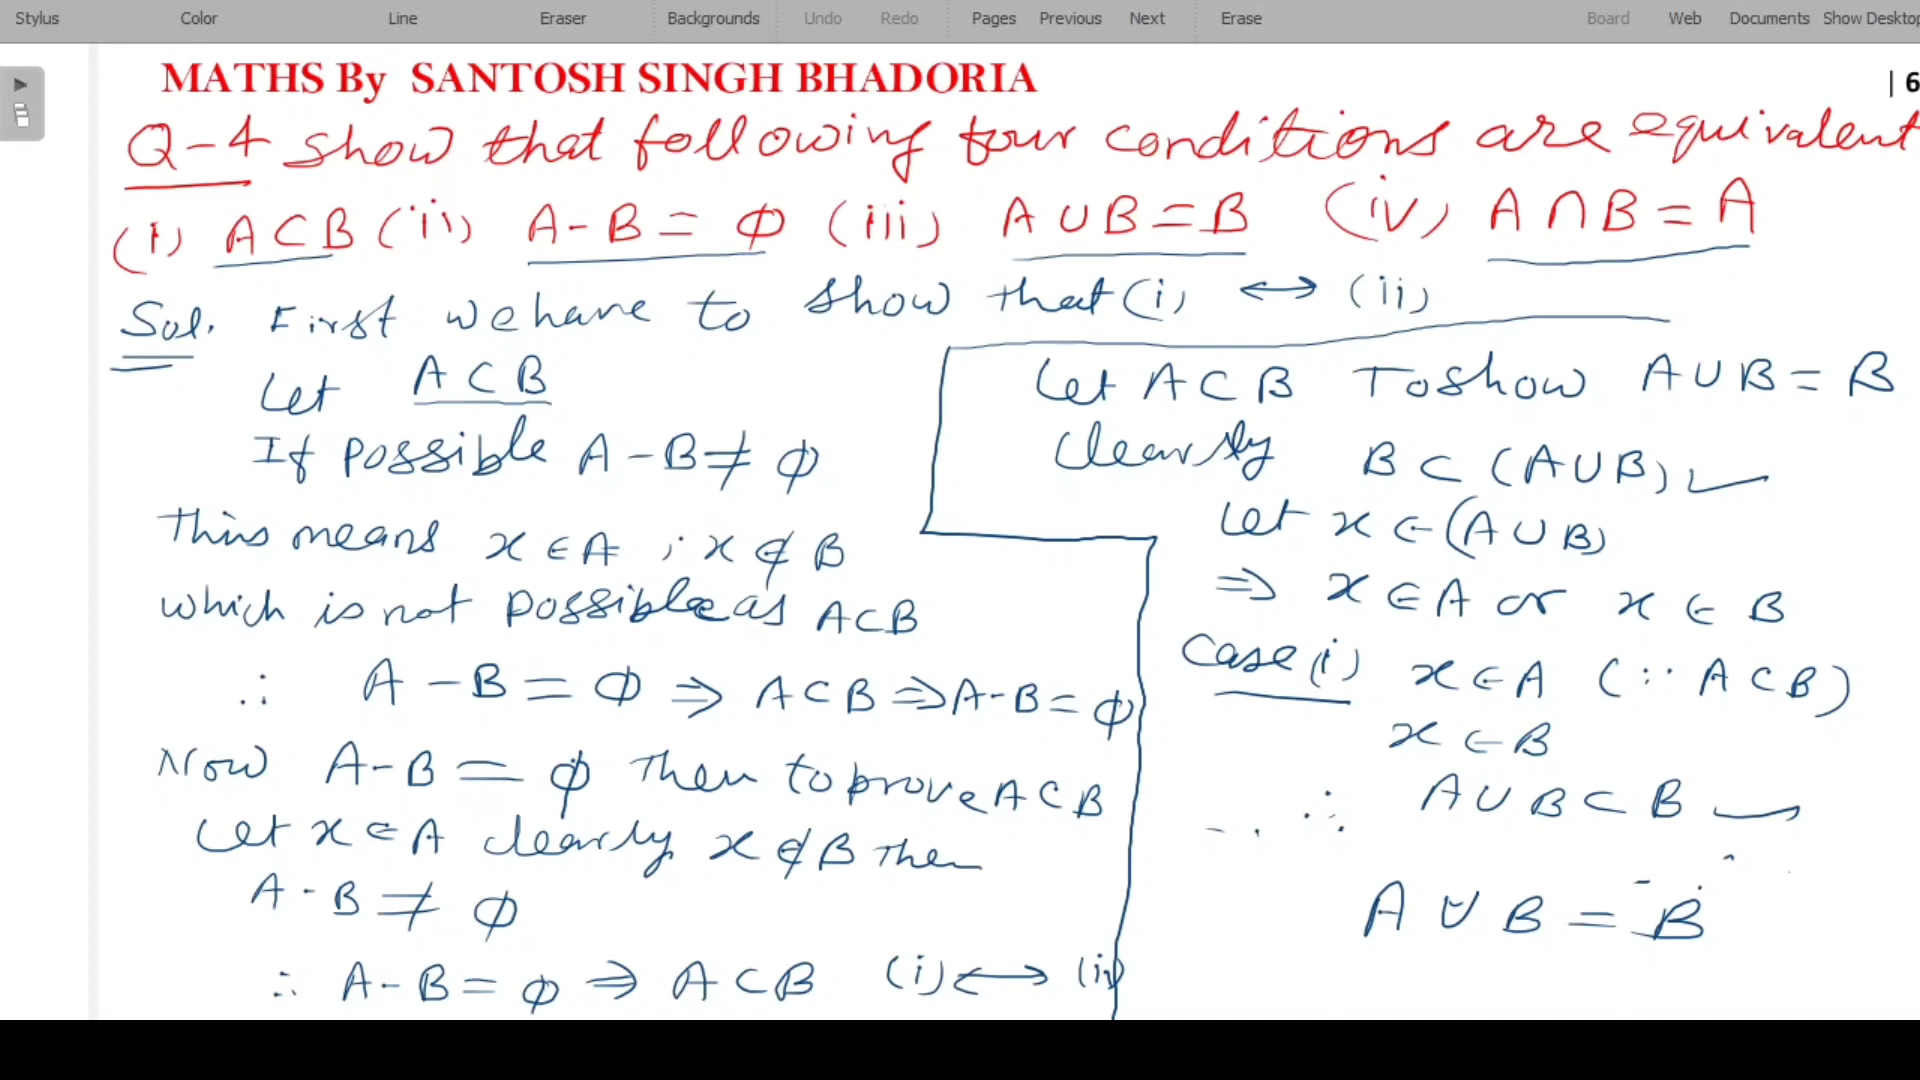 Stylus Color Line Eraser Backgrounds Undo Redo Pages Previous Next Erase Board Web Documents Show Desktop
MATHS By SANTOSH SINGH BHADORIA | 6
Q-4 show that following four conditions are equivalent
(i) A⊂B (ii) A-B = ϕ (iii) A∪B=B (iv) A∩B=A
Sol. First we have to show that (i) ↔ (ii)
Let A⊂B
If possible A-B≠ϕ
This means x∈A ; x∉B
which is not possible as A⊂B
∴ A-B=ϕ ⇒ A⊂B ⇒ A-B=ϕ
Now A-B=ϕ then to prove A⊂B
Let x∈A clearly x∉B then
A-B≠ϕ
∴ A-B=ϕ ⇒ A⊂B (i) ↔ (ii)
Let A⊂B To show A∪B=B
clearly B⊂(A∪B)
Let x∈(A∪B)
⇒ x∈A or x∈B
Case (i) x∈A (∵ A⊂B)
x∈B
∴ A∪B⊂B
A∪B=B